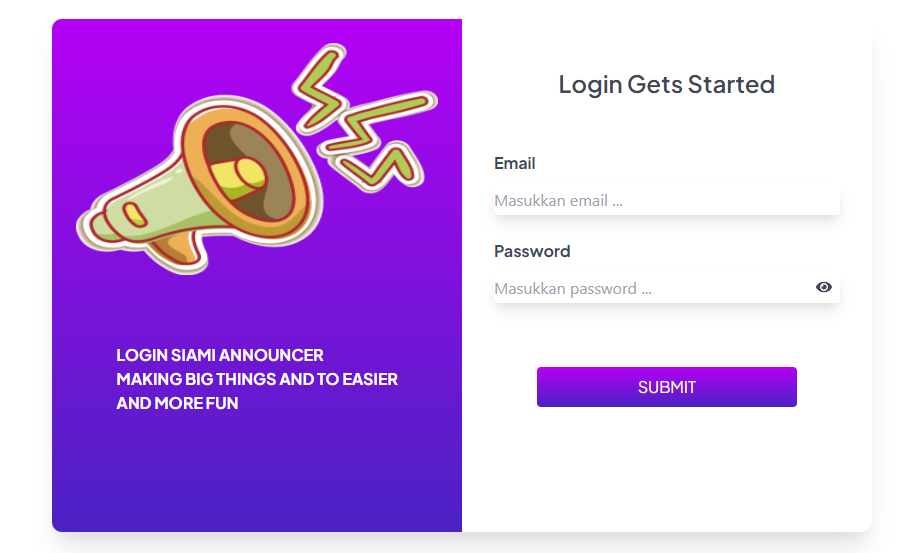 LOGIN SIAMI ANNOUNCER
MAKING BIG THINGS AND TO EASIER
AND MORE FUN
Login Gets Started
Email
Masukkan email ...
Password
Masukkan password ...
SUBMIT